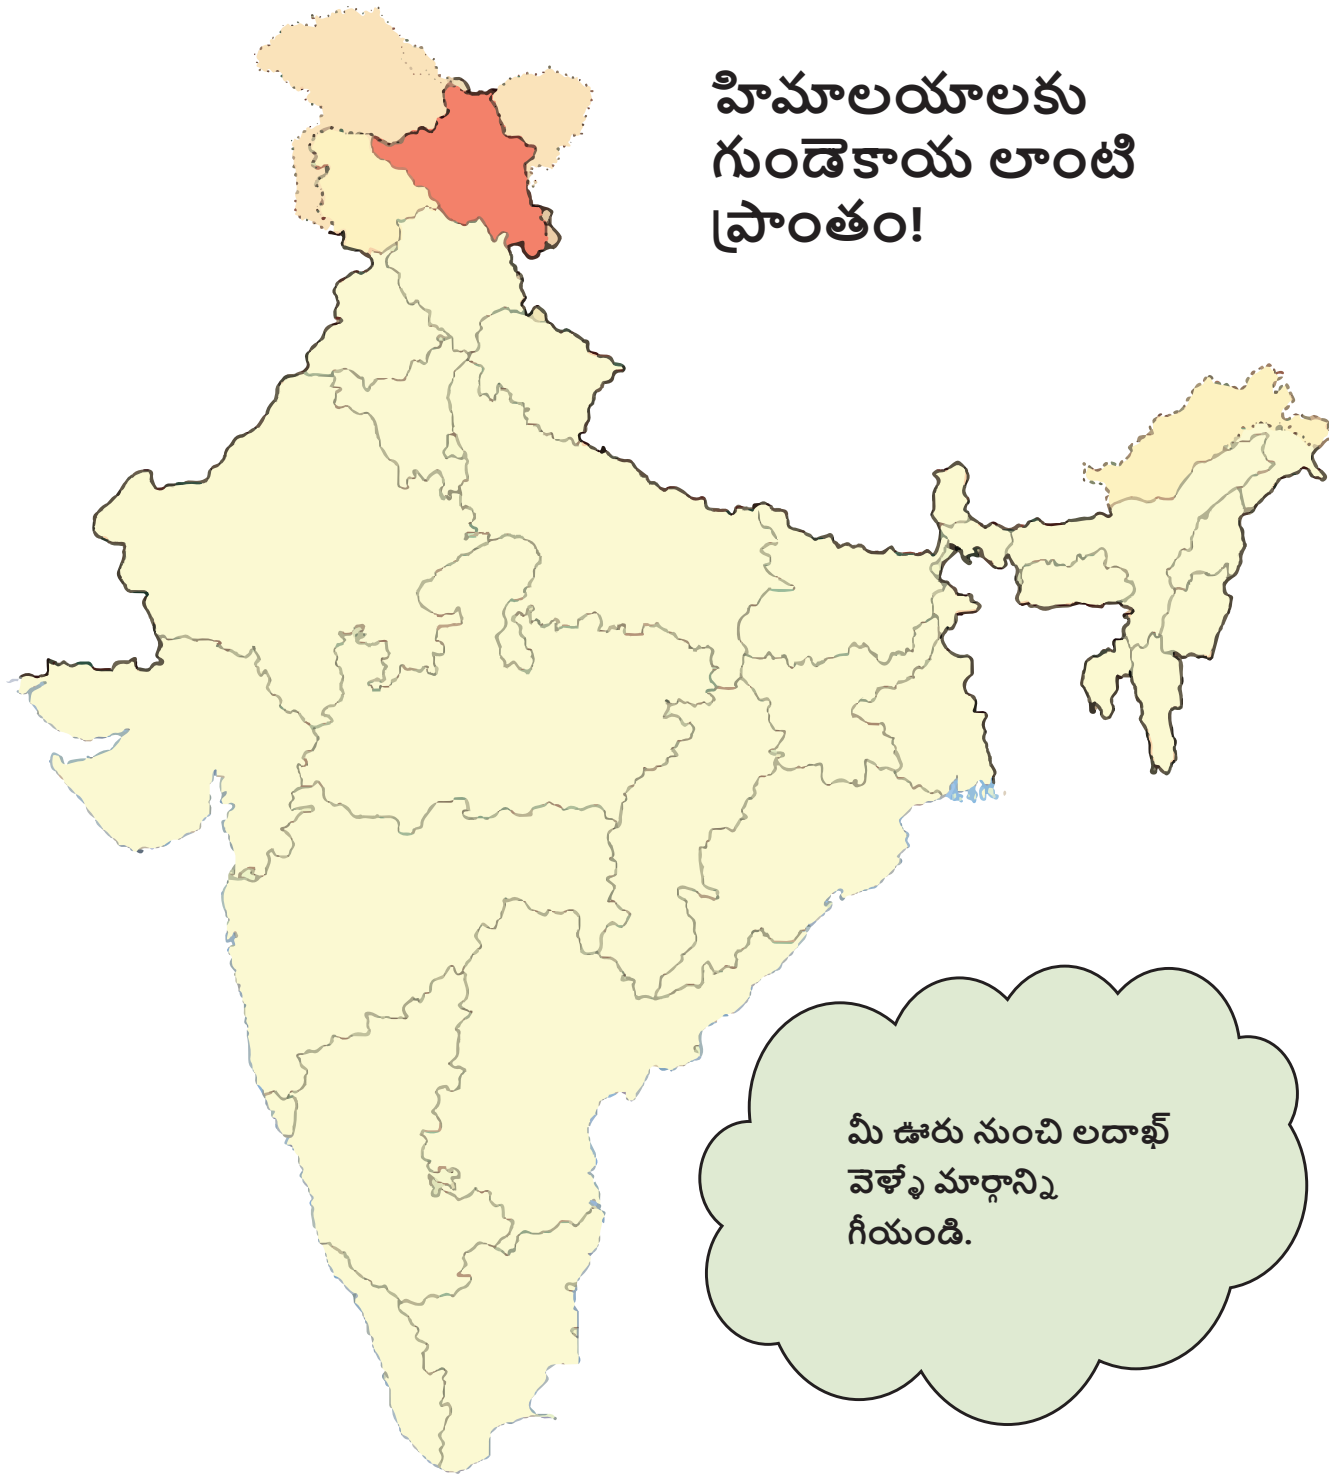 హిమాలయాలకు
గుండెకాయ లాంటి
ప్రాంతం!
మీ ఊరు నుంచి లదాఖ్
వెళ్ళే మార్గాన్ని
గీయండి.